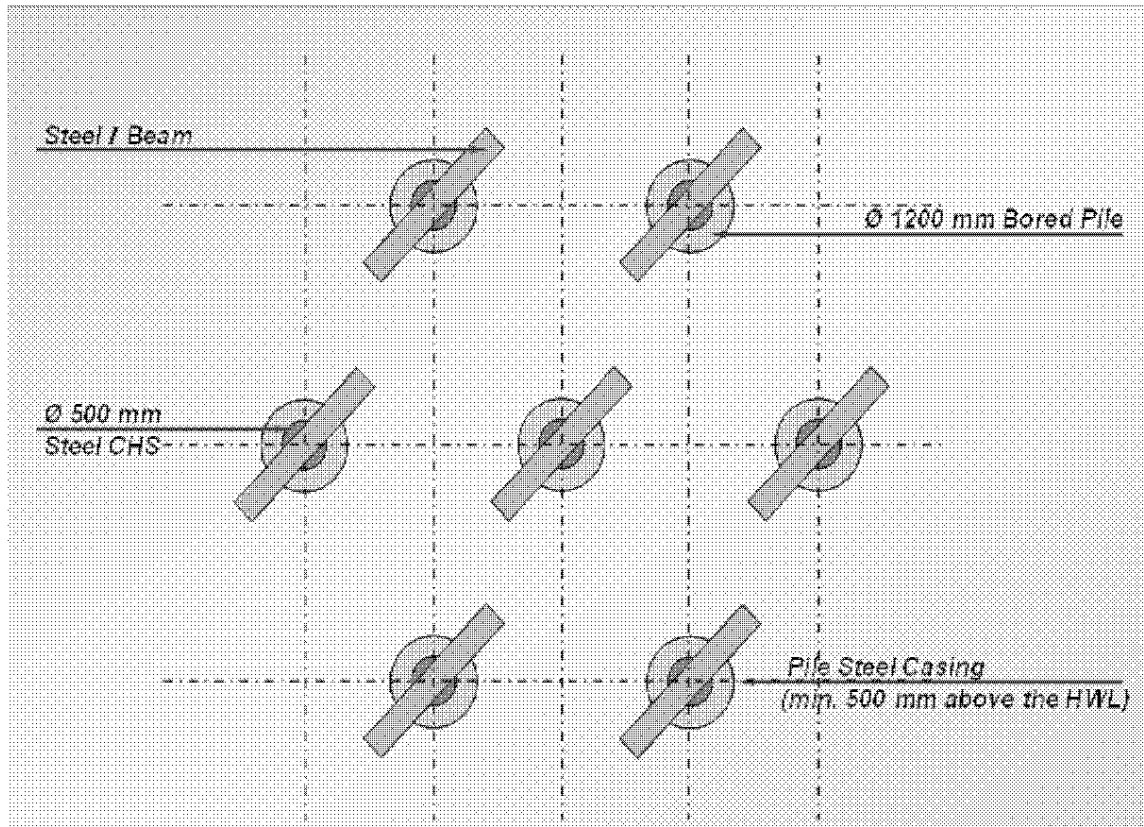 Steel I Beam
Ø 1200 mm Bored Pile
Ø 500 mm
Steel CHS
Pile Steel Casing
(min. 500 mm above the HWL)